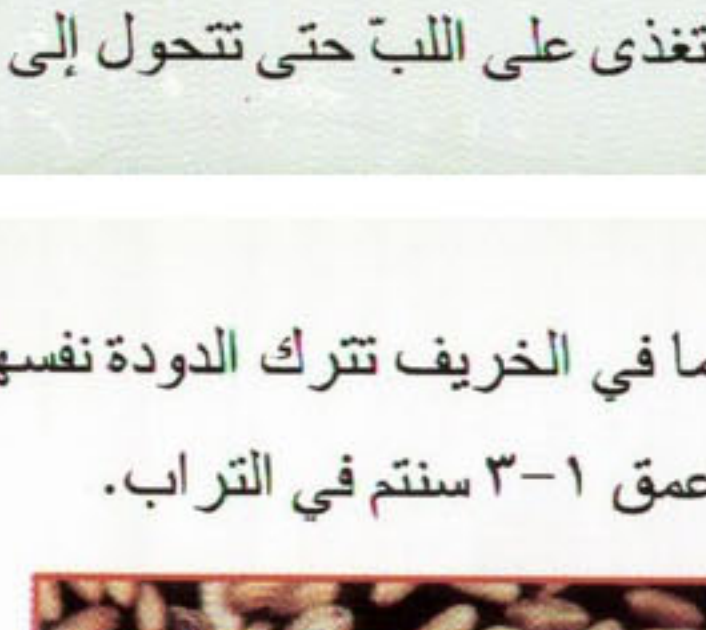 تغذى على اللبّ حتى تتحول إلى
ما في الخريف تترك الدودة نفسه
عمق ١-٣ سنتم في التراب.